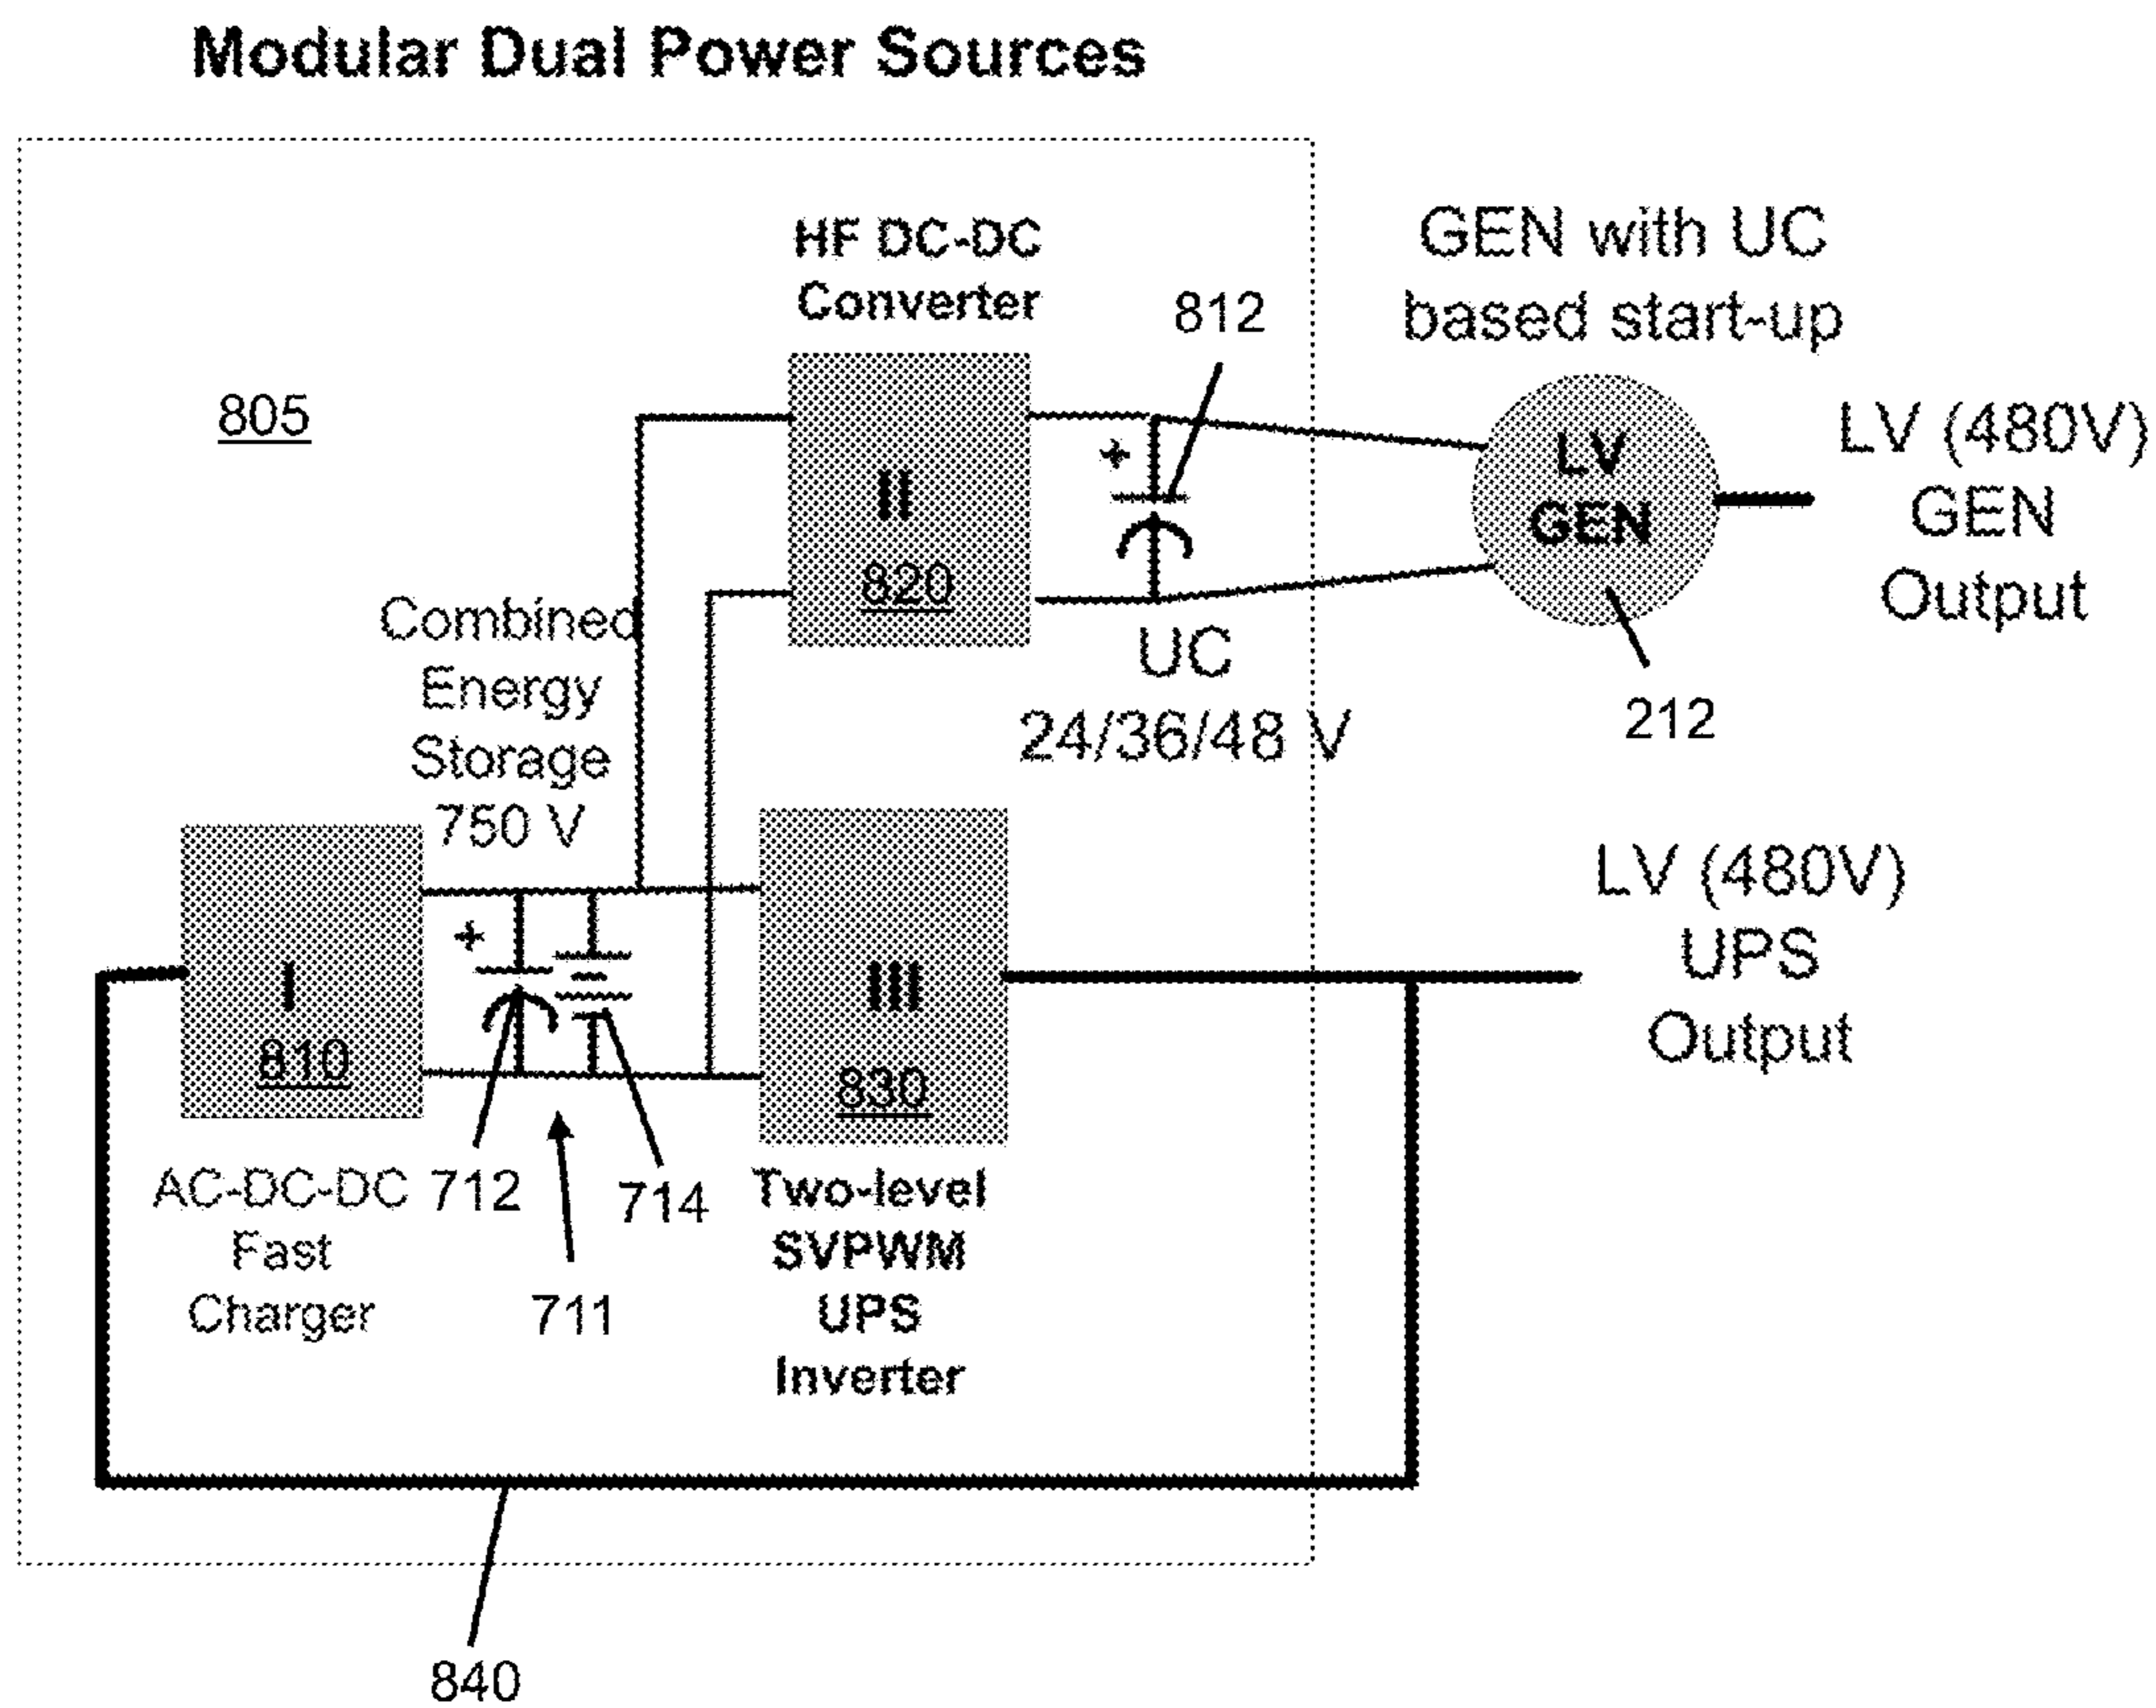 Modular Dual Power Sources
805
HF DC-DC
Converter
812
GEN with UC
based start-up
II
820
+
LV
GEN
LV (480V)
GEN
Output
212
UC
24/36/48 V
Combined
Energy
Storage
750 V
I
810
+
III
830
LV (480V)
UPS
Output
AC-DC-DC
Fast
Charger
712
711
714
Two-level
SVPWM
UPS
Inverter
840